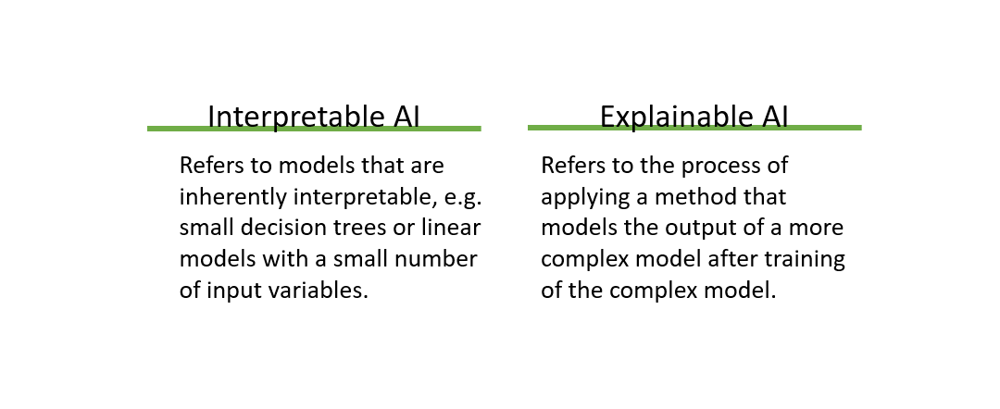 Interpretable AI
Refers to models that are
inherently interpretable, e.g.
small decision trees or linear
models with a small number
of input variables.
Explainable AI
Refers to the process of
applying a method that
models the output of a more
complex model after training
of the complex model.